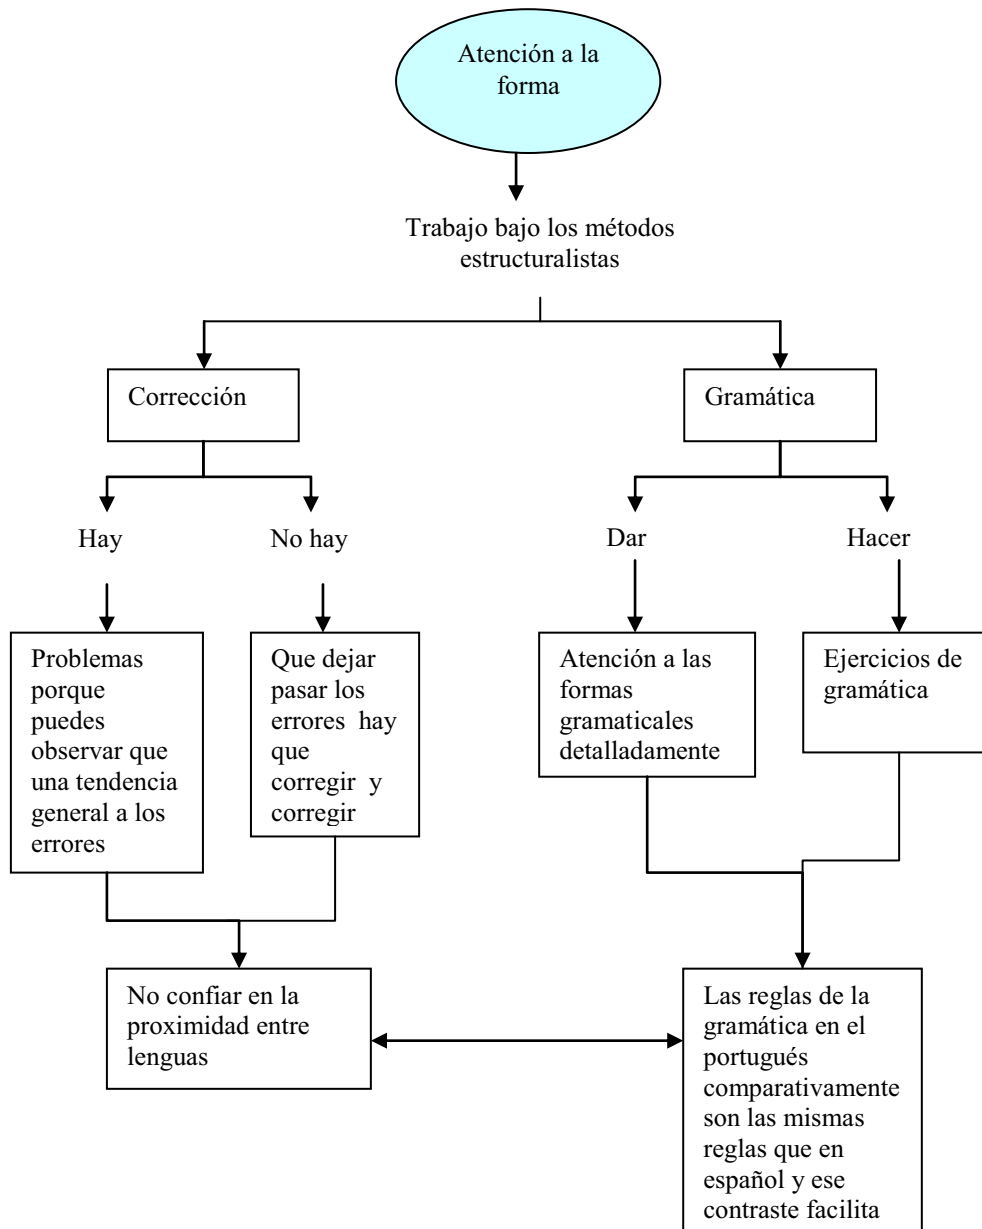 Atención a la
forma
Trabajo bajo los métodos
estructuralistas
Corrección
Gramática
Hay
No hay
Dar
Hacer
Problemas
porque
puedes
observar que
una tendencia
general a los
errores
Que dejar
pasar los
errores hay
que
corregir y
corregir
Atención a las
formas
gramaticales
detalladamente
Ejercicios de
gramática
No confiar en la
proximidad entre
lenguas
Las reglas de la
gramática en el
portugués
comparativamente
son las mismas
reglas que en
español y ese
contraste facilita